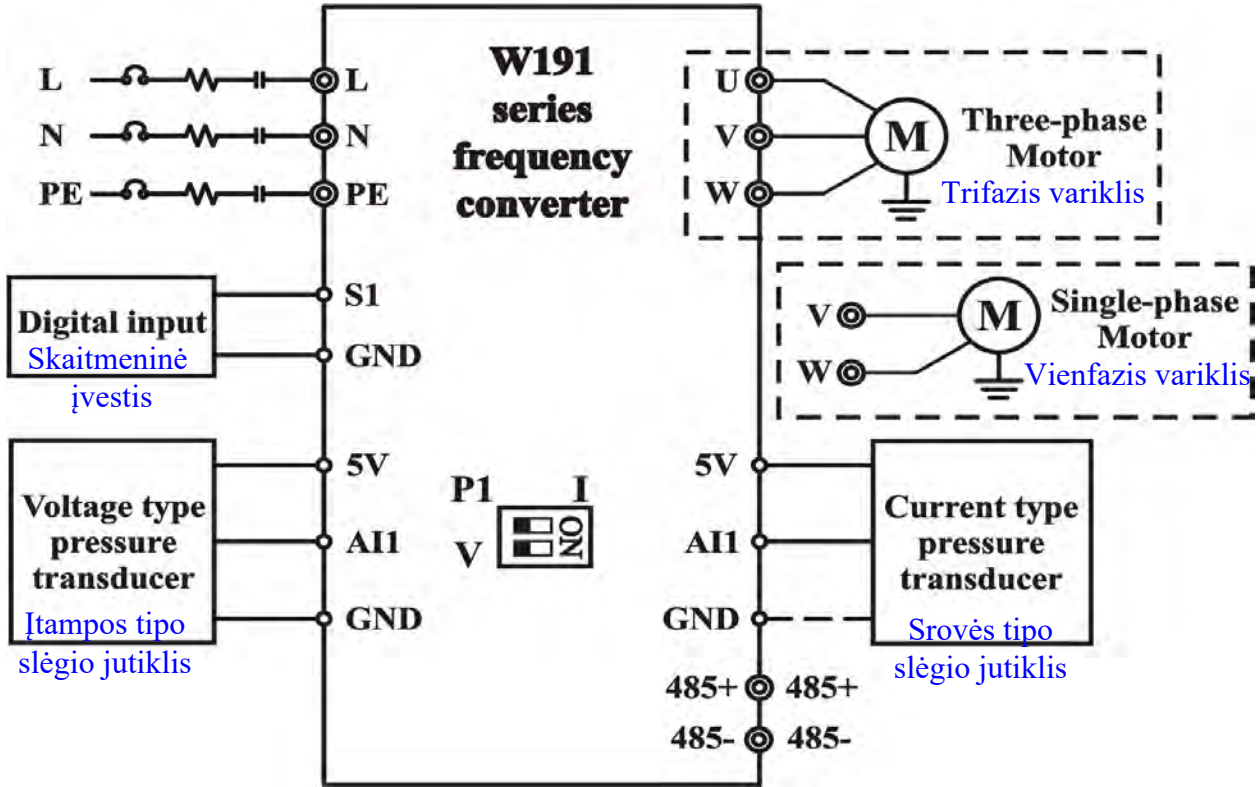 W191
series
frequency
converter
L
L
N
N
PE
PE
S1
GND
Digital input
Skaitmeninė
įvestis
5V
AI1
GND
Voltage type
pressure
transducer
Įtampos tipo
slėgio jutiklis
P1 I
V
ON
U
V
W
M
Three-phase
Motor
Trifazis variklis
V
W
M
Single-phase
Motor
Vienfazis variklis
5V
AI1
GND
Current type
pressure
transducer
Srovės tipo
slėgio jutiklis
485+ 485+
485- 485-